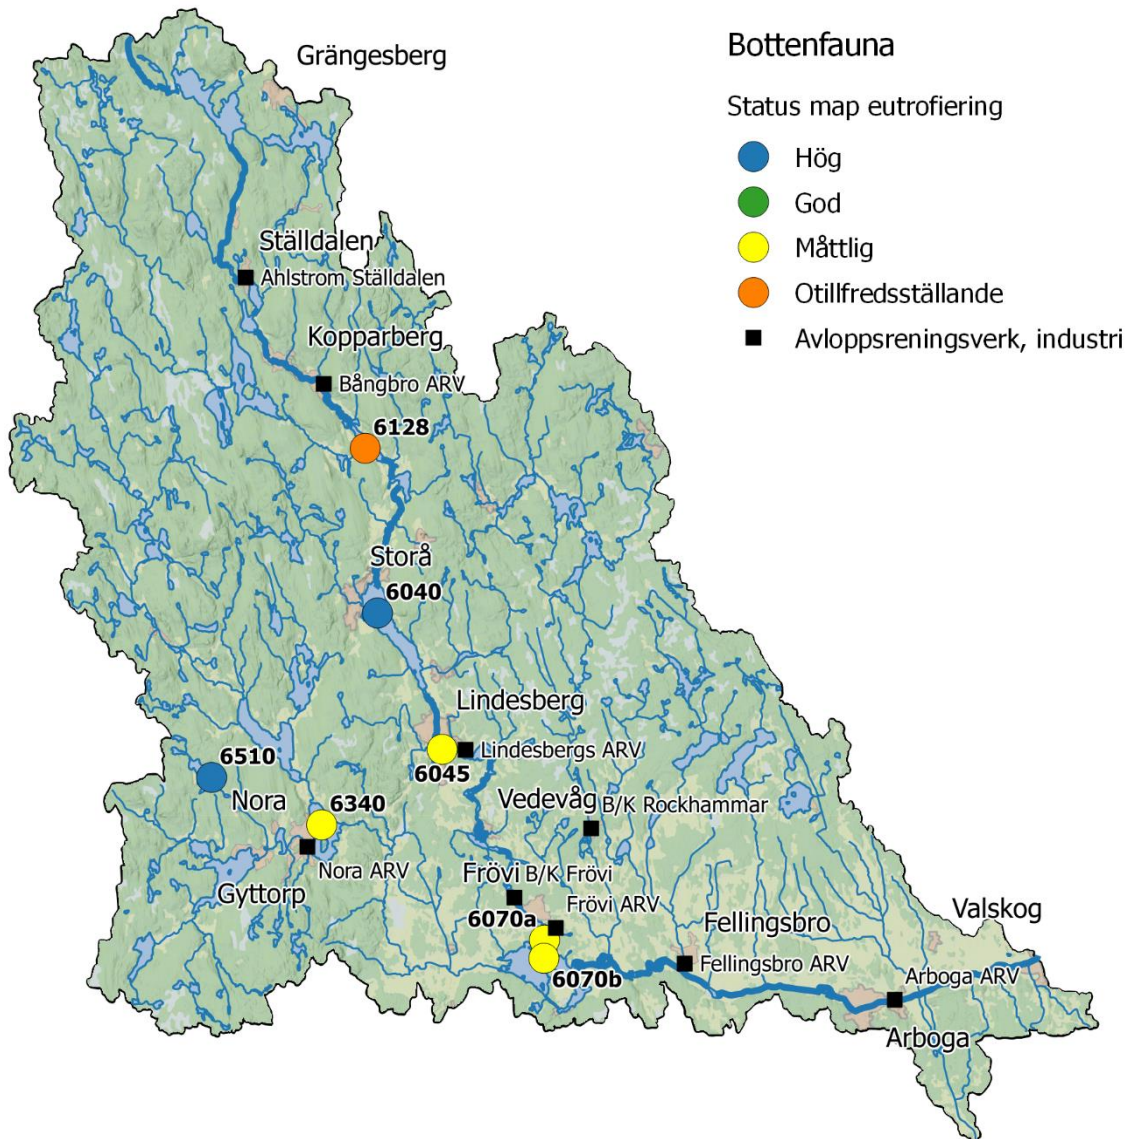 Bottenfauna
Status map eutrofiering
Hög
God
Måttlig
Otillfredsställande
Avloppsreningsverk, industri
Grängesberg
Ställdalen
Ahlstrom Ställdalen
Kopparberg
Bångbro ARV
6128
Storå
6040
Lindesberg
Lindesbergs ARV
6045
6510
Nora
6340
Vedevåg
B/K Rockhammar
Nora ARV
Gyttorp
Frövi
B/K Frövi
Frövi ARV
6070a
6070b
Fellingsbro
Fellingsbro ARV
Valskog
Arboga ARV
Arboga